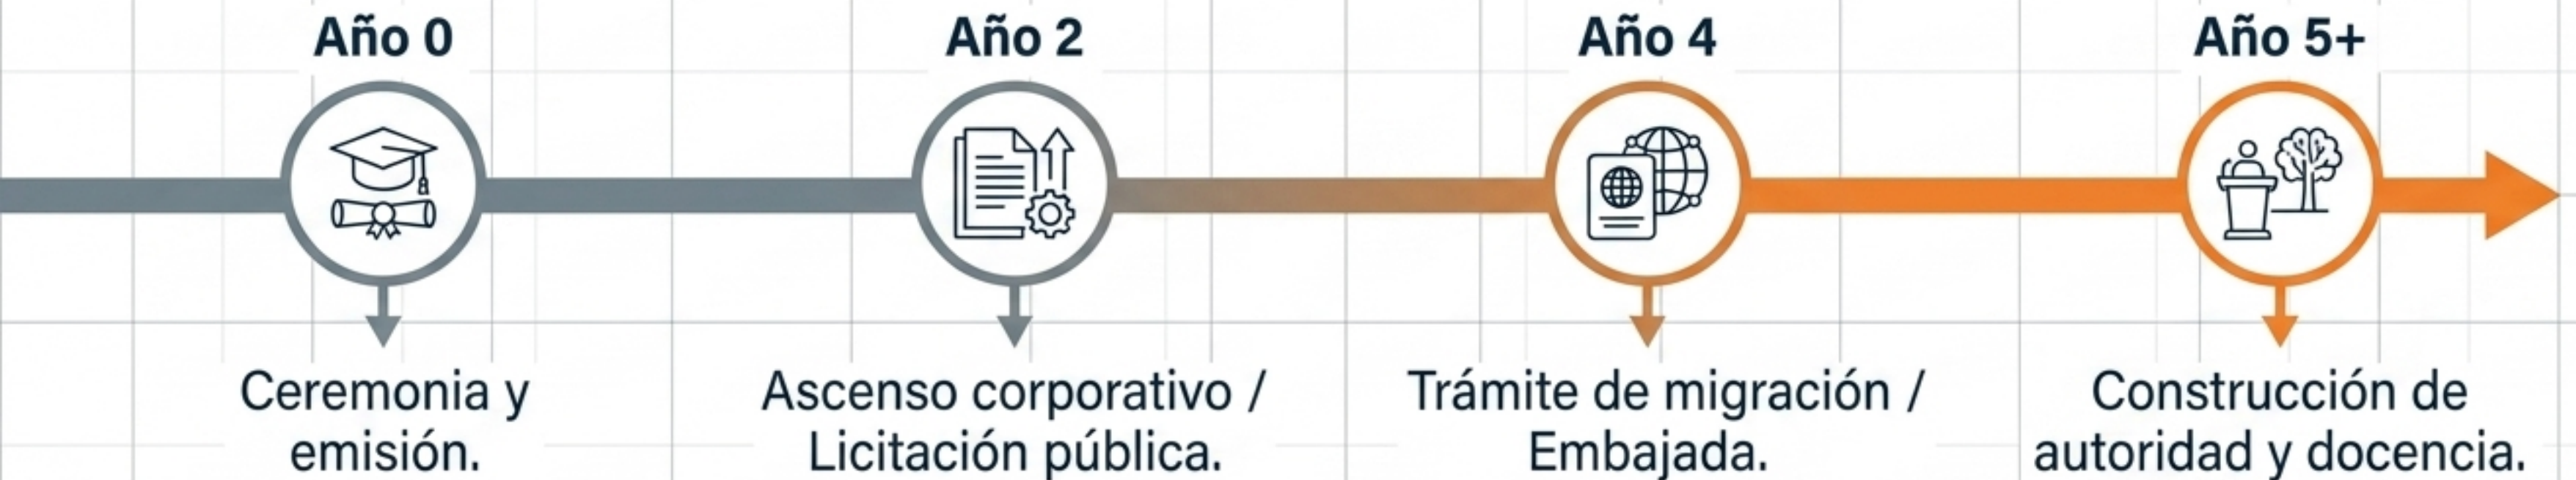 Año 0
Año 2
Año 4
Año 5+
Ceremonia y
emisión.
Ascenso corporativo /
Licitación pública.
Trámite de migración /
Embajada.
Construcción de
autoridad y docencia.